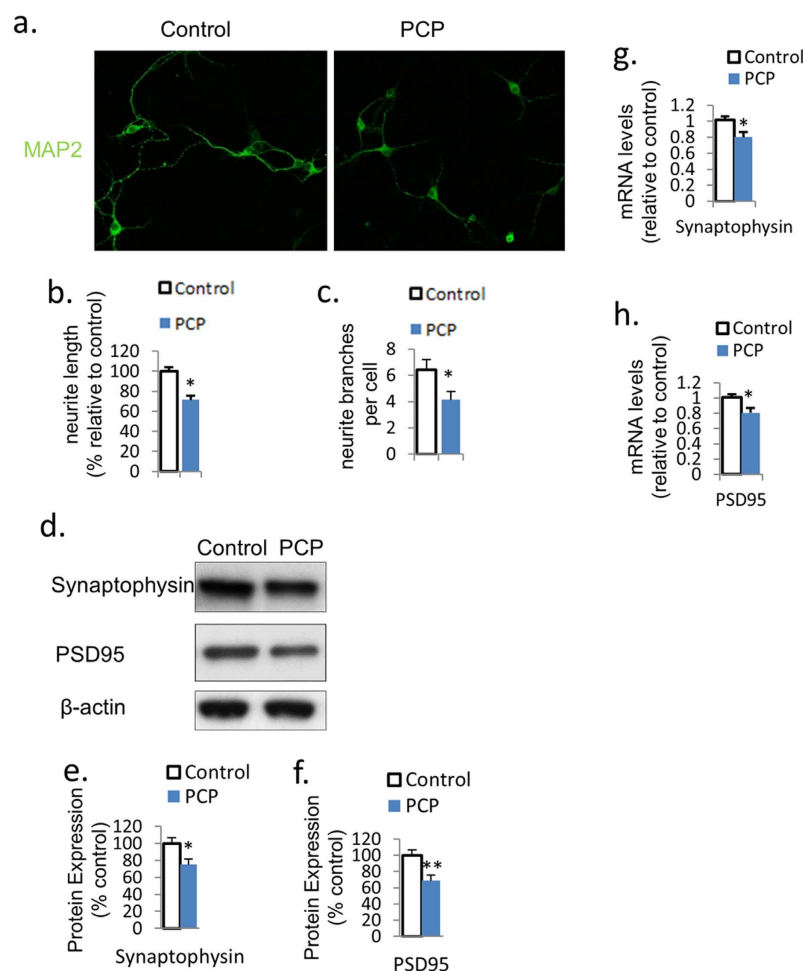 a.
Control
PCP
MAP2
b.
Control
PCP
neurite length
(% relative to control)
120
100
80
60
40
20
0
*
c.
Control
PCP
neurite branches
per cell
8
6
4
2
0
*
d.
Control PCP
Synaptophysin
PSD95
β-actin
e.
Control
PCP
Protein Expression
(% control)
120
100
80
60
40
20
0
*
Synaptophysin
f.
Control
PCP
Protein Expression
(% control)
120
100
80
60
40
20
0
**
PSD95
g.
Control
PCP
mRNA levels
(relative to control)
1.2
1
0.8
0.6
0.4
0.2
0
*
Synaptophysin
h.
Control
PCP
mRNA levels
(relative to control)
1.2
1
0.8
0.6
0.4
0.2
0
*
PSD95